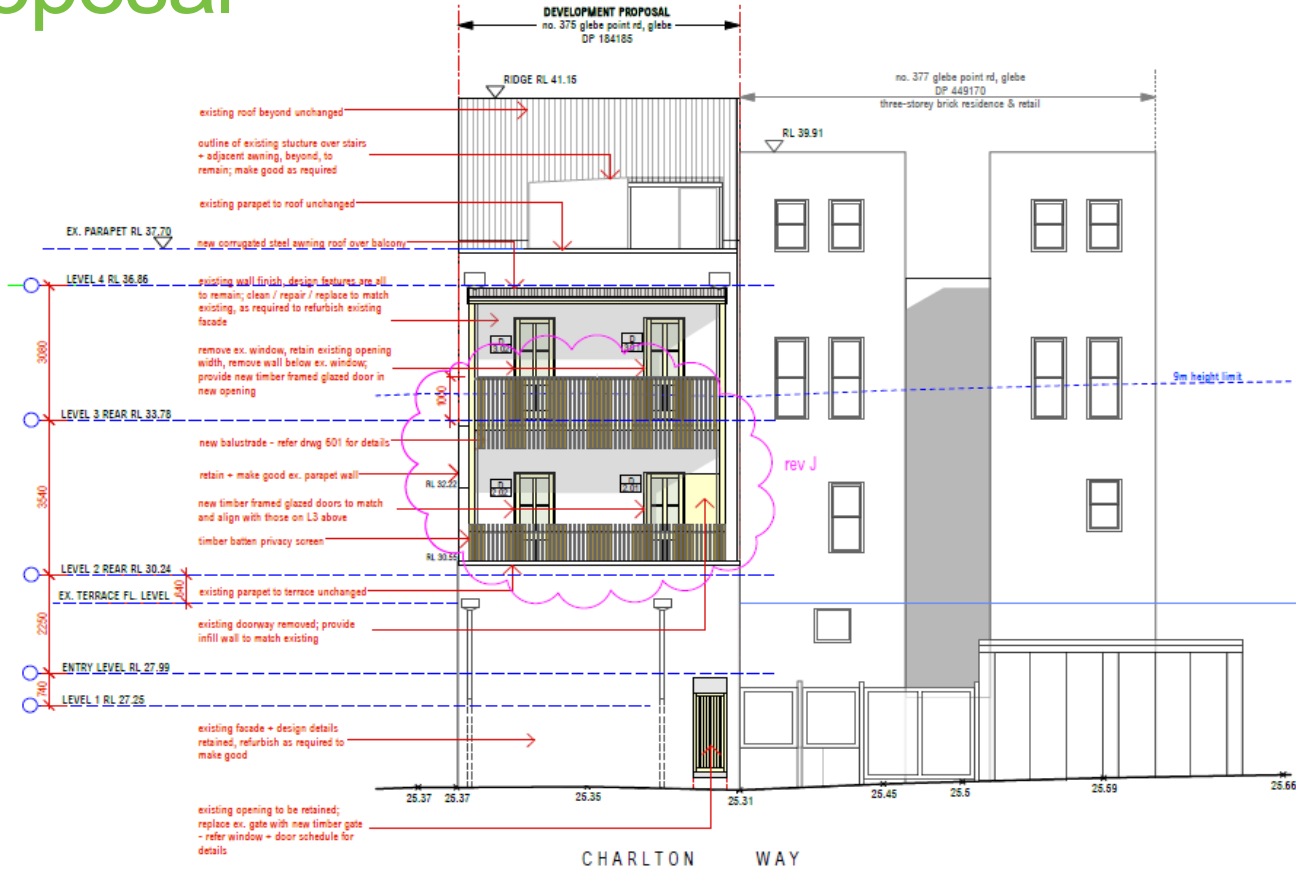 oposal
DEVELOPMENT PROPOSAL
no. 375 glebe point rd, glebe
DP 184185
no. 377 glebe point rd, glebe
DP 449170
three-storey brick residence & retail
RIDGE RL 41.15
RL 39.91
existing roof beyond unchanged
outline of existing stucture over stairs
+ adjacent awning, beyond, to
remain; make good as required
existing parapet to roof unchanged
EX. PARAPET RL 37.70
new corrugated steel awning roof over balcony
LEVEL 4 RL 36.86
existing wall finish, design features are all
to remain; clean / repair / replace to match
existing, as required to refurbish existing
facade
D
3.02
D
3080
remove ex. window, retain existing opening
width, remove wall below ex. window;
provide new timber framed glazed door in
new opening
1000
9m height limit
LEVEL 3 REAR RL 33.78
new balustrade - refer drwg 601 for details
rev J
retain + make good ex. parapet wall
RL 32.22
D
2.02
D
2.01
3540
new timber framed glazed doors to match
and align with those on L3 above
timber batten privacy screen
RL 30.55
LEVEL 2 REAR RL 30.24
640
existing parapet to terrace unchanged
EX. TERRACE FL. LEVEL
2250
existing doorway removed; provide
infill wall to match existing
ENTRY LEVEL RL 27.99
740
LEVEL 1 RL 27.25
existing facade + design details
retained, refurbish as required to
make good
25.37
25.37
25.35
25.31
25.45
25.5
25.59
25.66
existing opening to be retained;
replace ex. gate with new timber gate
- refer window + door schedule for
details
CHARLTON WAY